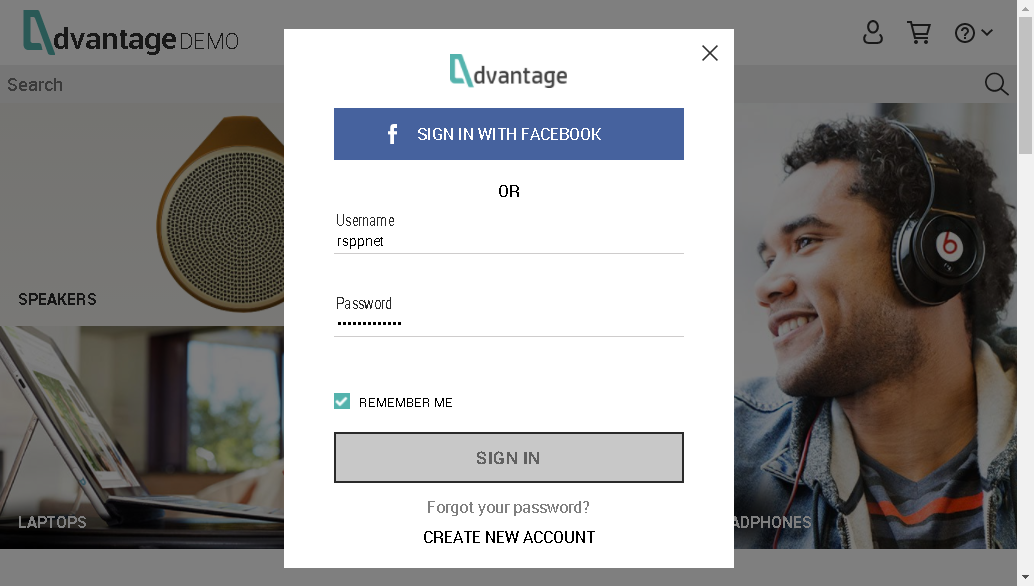 dvantage DEMO
Search
dvantage
SIGN IN WITH FACEBOOK
OR
Username
rsppnet
Password
REMEMBER ME
SIGN IN
Forgot your password?
CREATE NEW ACCOUNT
SPEAKERS
LAPTOPS
ADPHONES